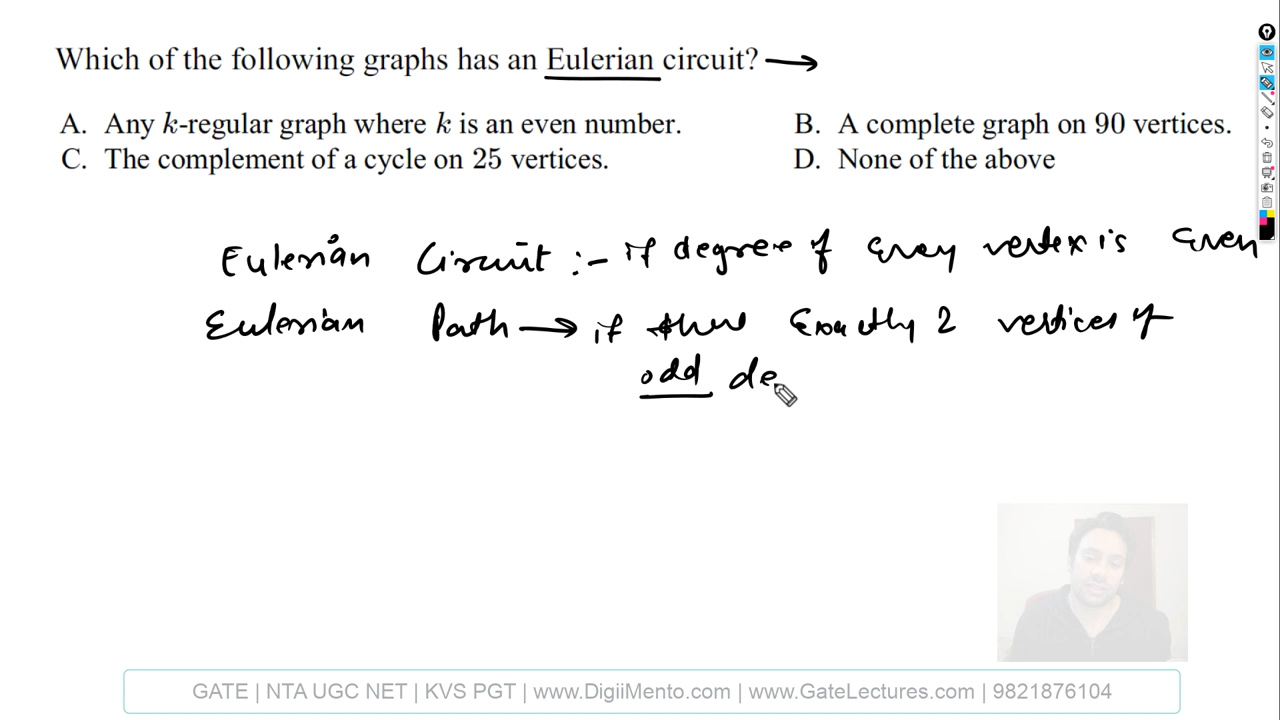 Which of the following graphs has an Eulerian circuit?
A. Any k-regular graph where k is an even number. B. A complete graph on 90 vertices.
C. The complement of a cycle on 25 vertices. D. None of the above
Eulerian Circuit :- if degree of every vertex is Even
Eulerian Path → if there Exactly 2 vertices of
odd de
GATE | NTA UGC NET | KVS PGT | www.DigiiMento.com | www.GateLectures.com | 9821876104